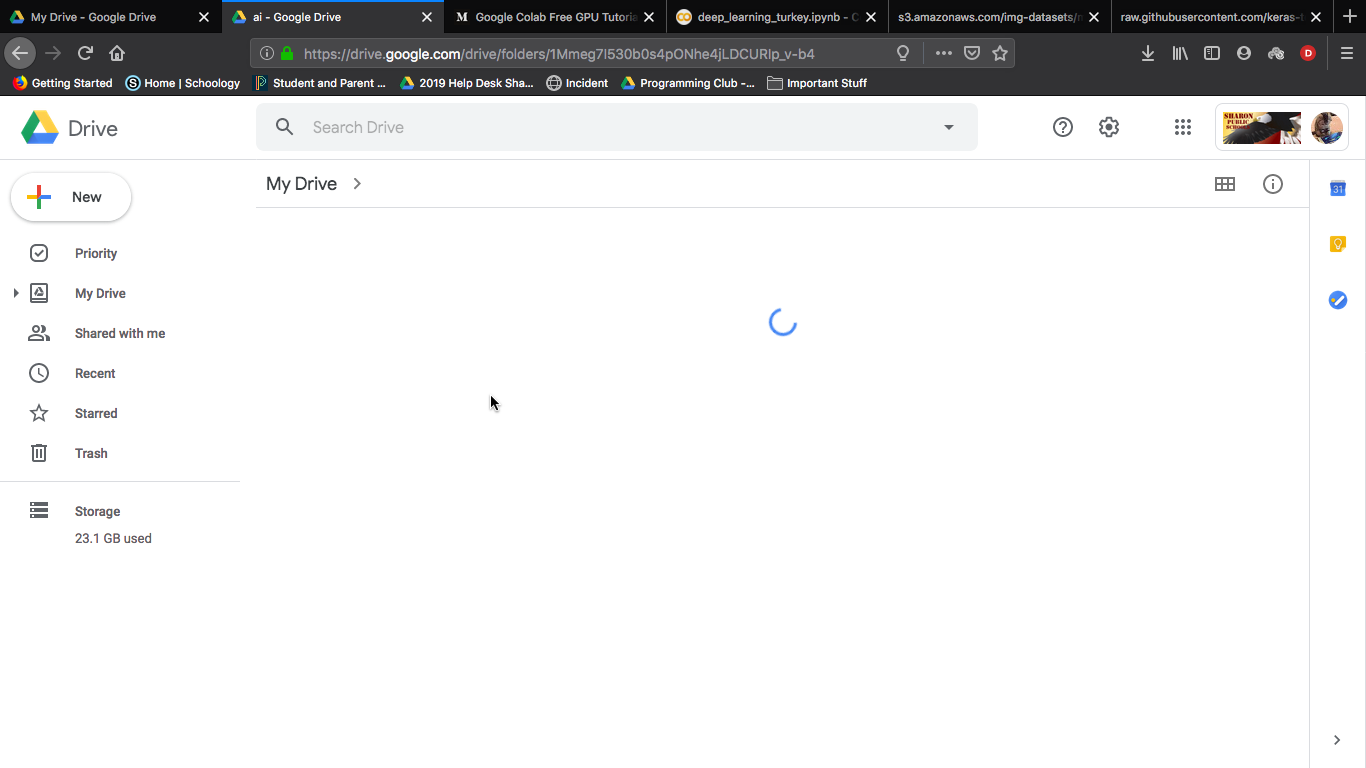 My Drive - Google Drive
ai - Google Drive
Google Colab Free GPU Tutoria
deep_learning_turkey.ipynb - C
s3.amazonaws.com/img-datasets/
raw.githubusercontent.com/keras-
https://drive.google.com/drive/folders/1Mmeg7I530b0s4pONhe4jLDCURlp_v-b4
D
Getting Started
Home | Schoology
Student and Parent ...
2019 Help Desk Sha...
Incident
Programming Club -...
Important Stuff
Drive
Search Drive
SHARON
PUBLIC
SCHOOLS
New
My Drive
31
Priority
My Drive
Shared with me
Recent
Starred
Trash
Storage
23.1 GB used